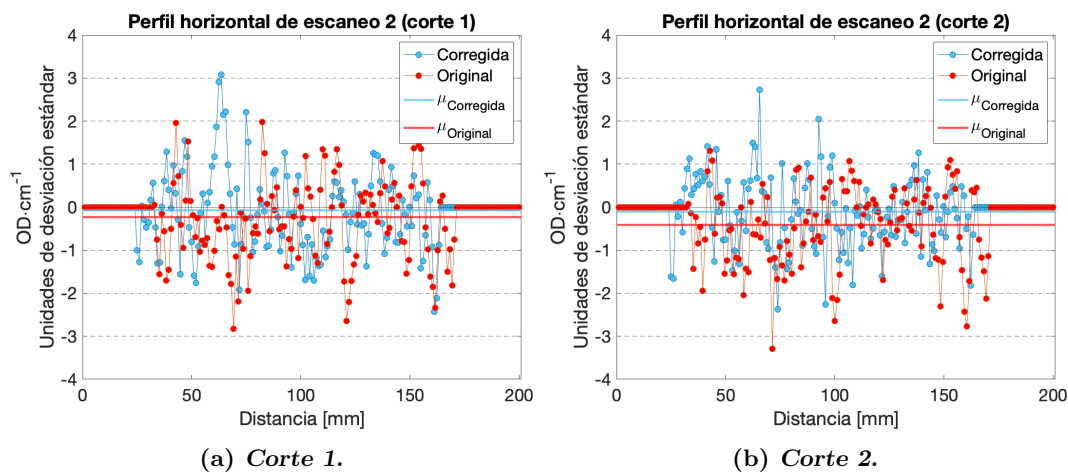 Perfil horizontal de escaneo 2 (corte 1)
OD·cm⁻¹
Unidades de desviación estándar
4
3
2
1
0
-1
-2
-3
-4
Corregida
Original
μCorregida
μOriginal
0 50 100 150 200
Distancia [mm]
(a) Corte 1.
Perfil horizontal de escaneo 2 (corte 2)
OD·cm⁻¹
Unidades de desviación estándar
4
3
2
1
0
-1
-2
-3
-4
Corregida
Original
μCorregida
μOriginal
0 50 100 150 200
Distancia [mm]
(b) Corte 2.